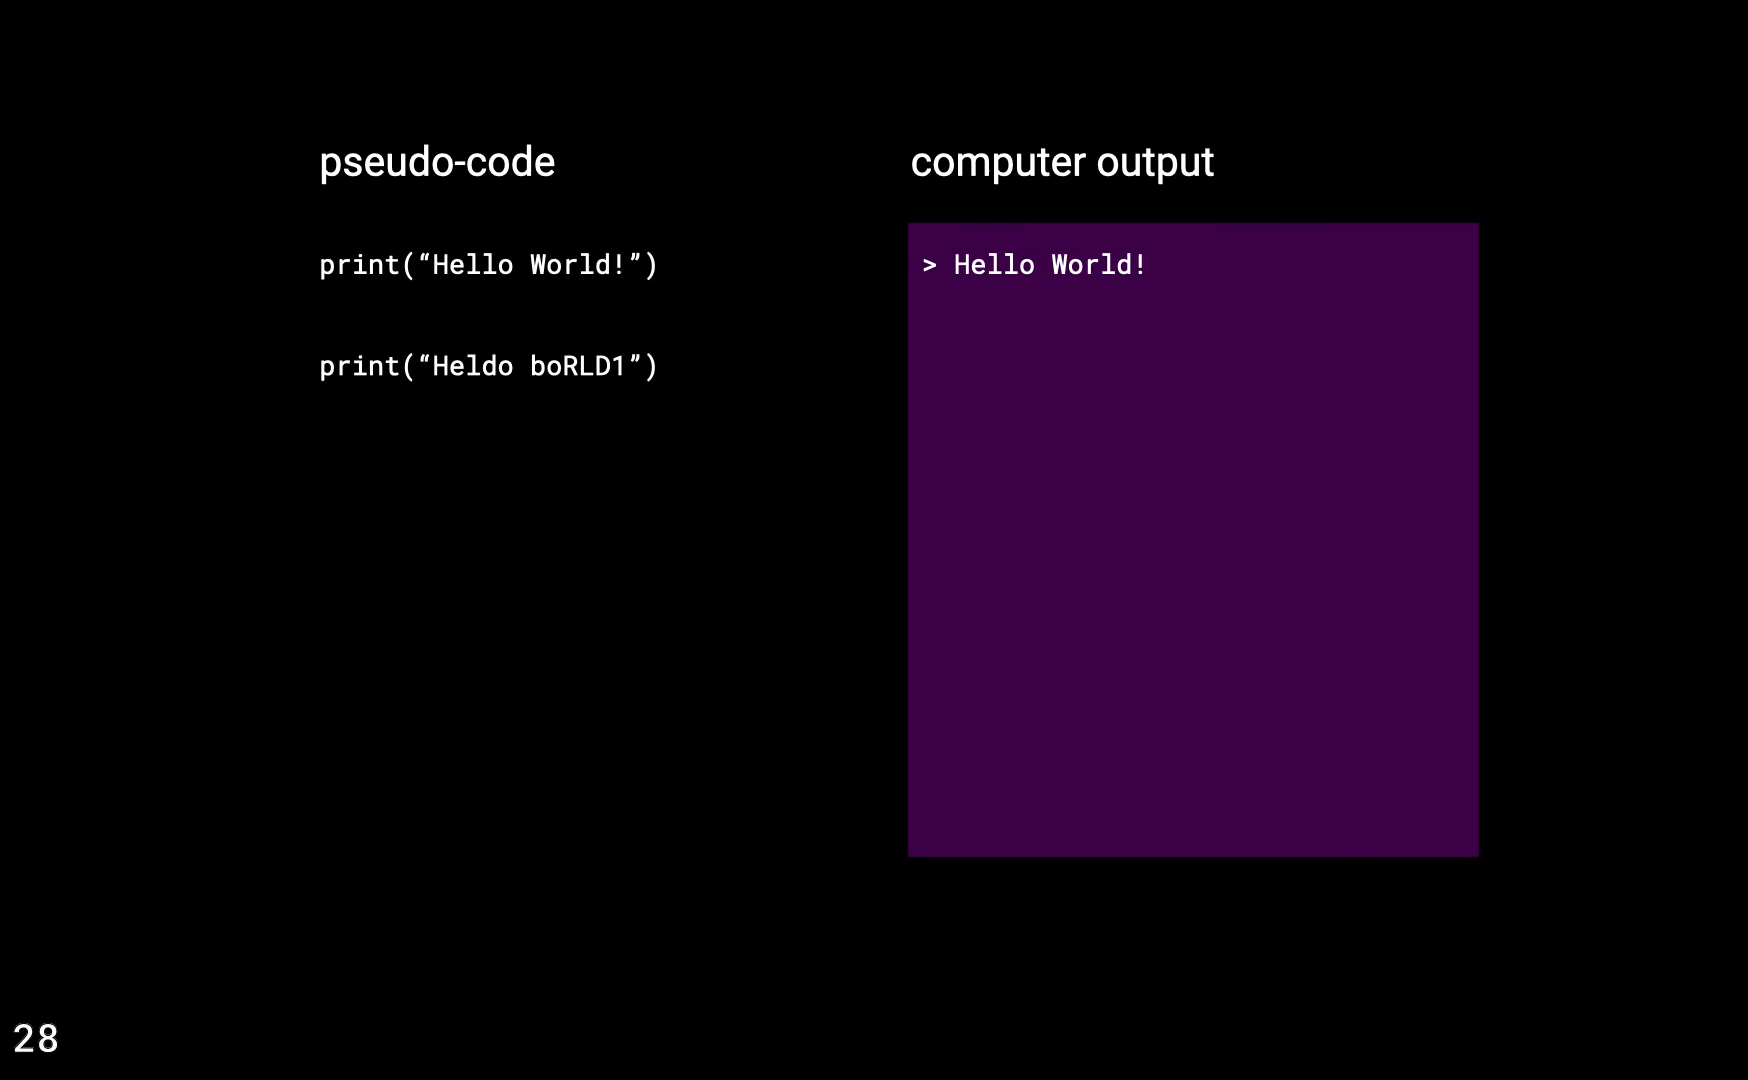 pseudo-code
print(“Hello World!”)
print(“Heldo boRLD1”)
computer output
> Hello World!
28